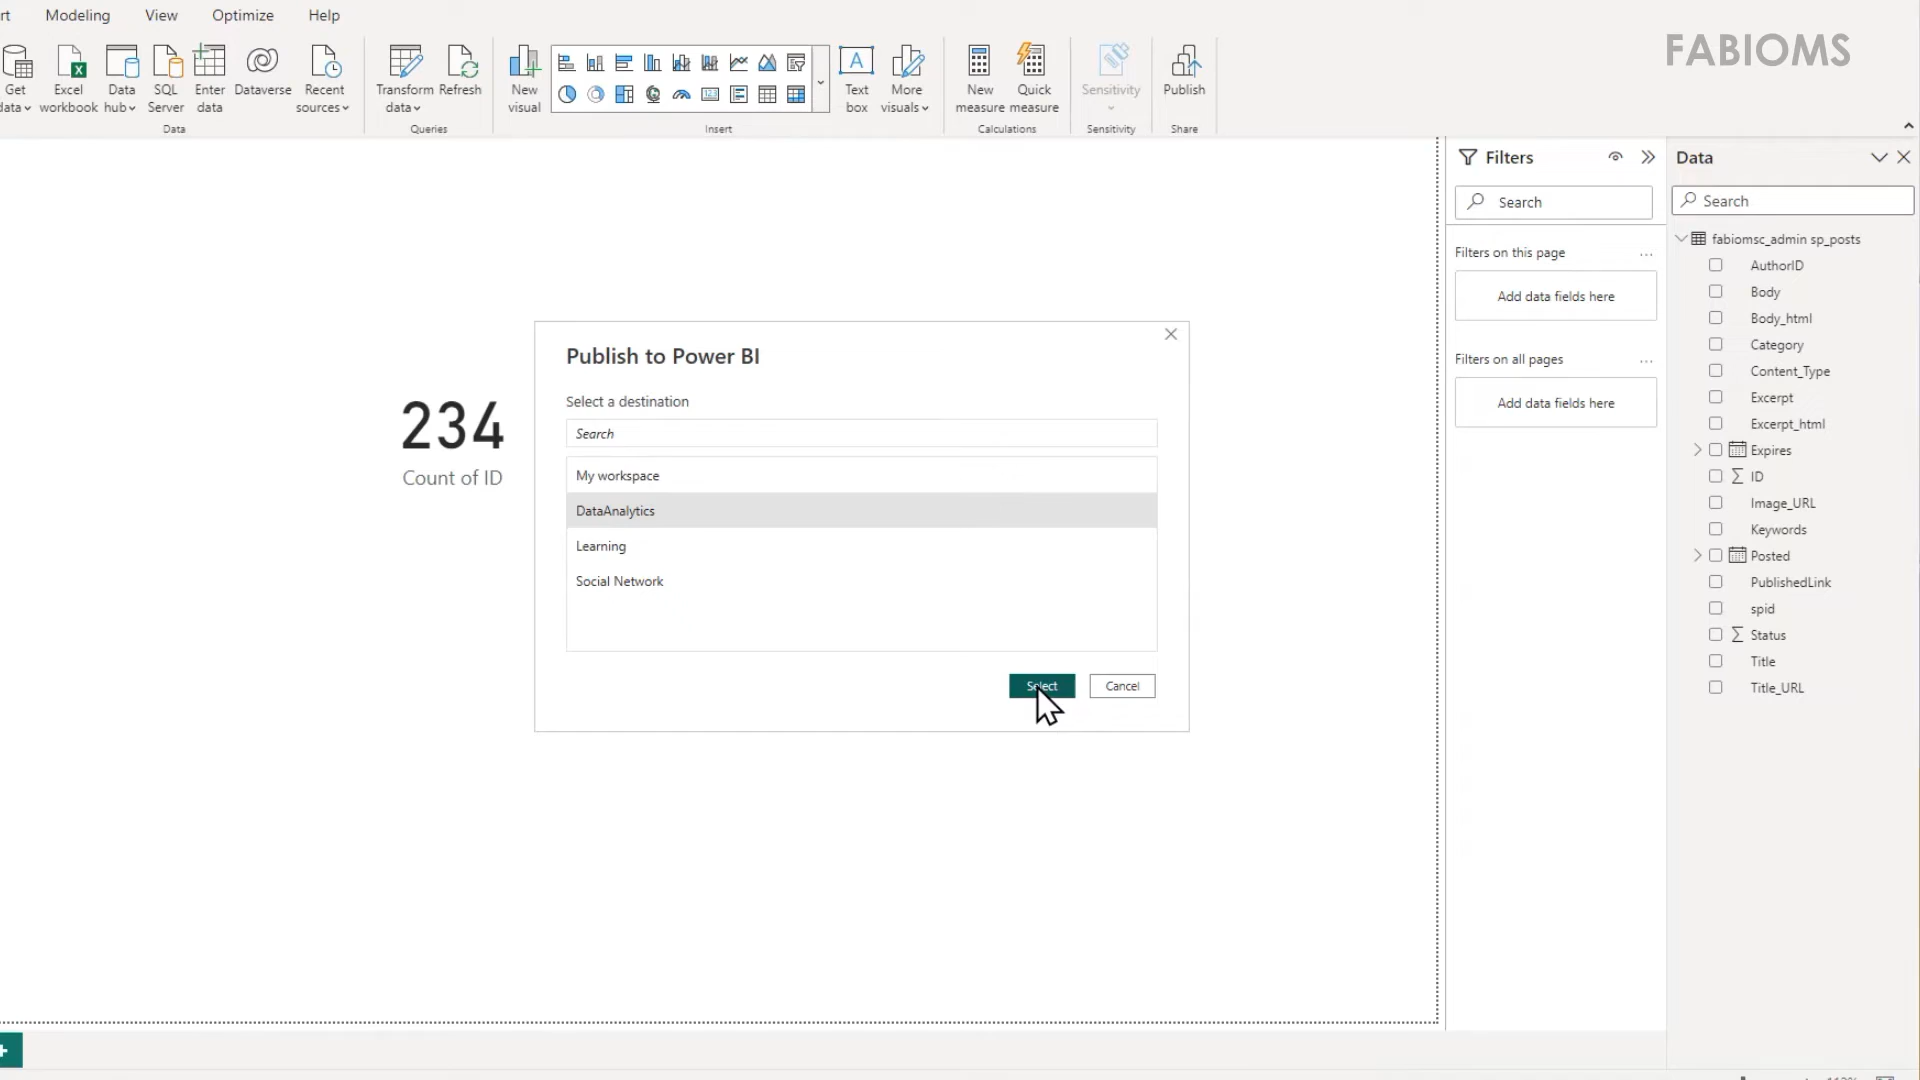 rt Modeling View Optimize Help
FABIOMS
Get data
Excel workbook
Data hub
SQL Server
Enter data
Dataverse
Recent sources
Data
Transform data
Refresh
Queries
New visual
Insert
Text box
More visuals
New measure
Quick measure
Calculations
Sensitivity
Sensitivity
Publish
Share
Filters
Search
Filters on this page
Add data fields here
Filters on all pages
Add data fields here
Data
Search
fabiomsc_admin sp_posts
AuthorID
Body
Body_html
Category
Content_Type
Excerpt
Excerpt_html
Expires
ID
Image_URL
Keywords
Posted
PublishedLink
spid
Status
Title
Title_URL
234
Count of ID
Publish to Power BI
Select a destination
Search
My workspace
DataAnalytics
Learning
Social Network
Select
Cancel